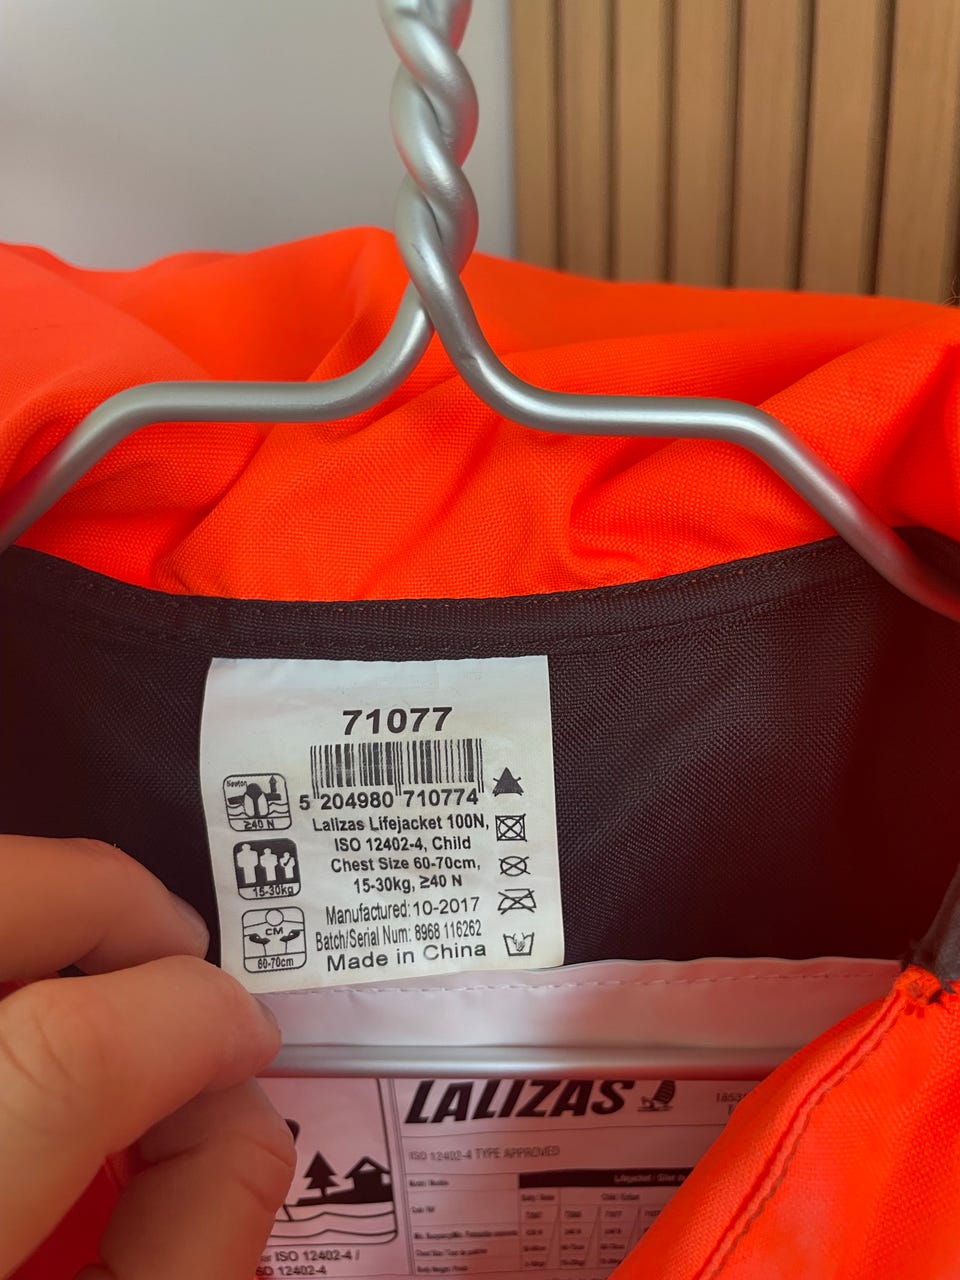 71077
5 204980 710774
Newton
≥40 N
Lalizas Lifejacket 100N,
ISO 12402-4, Child
Chest Size 60-70cm,
15-30kg, ≥40 N
15-30kg
Manufactured: 10-2017
Batch/Serial Num: 8968 116262
Made in China
CM
60-70cm
LALIZAS
ISO 12402-4 TYPE APPROVED
Lifejacket /
ISO 12402-4 /
ISO 12402-4